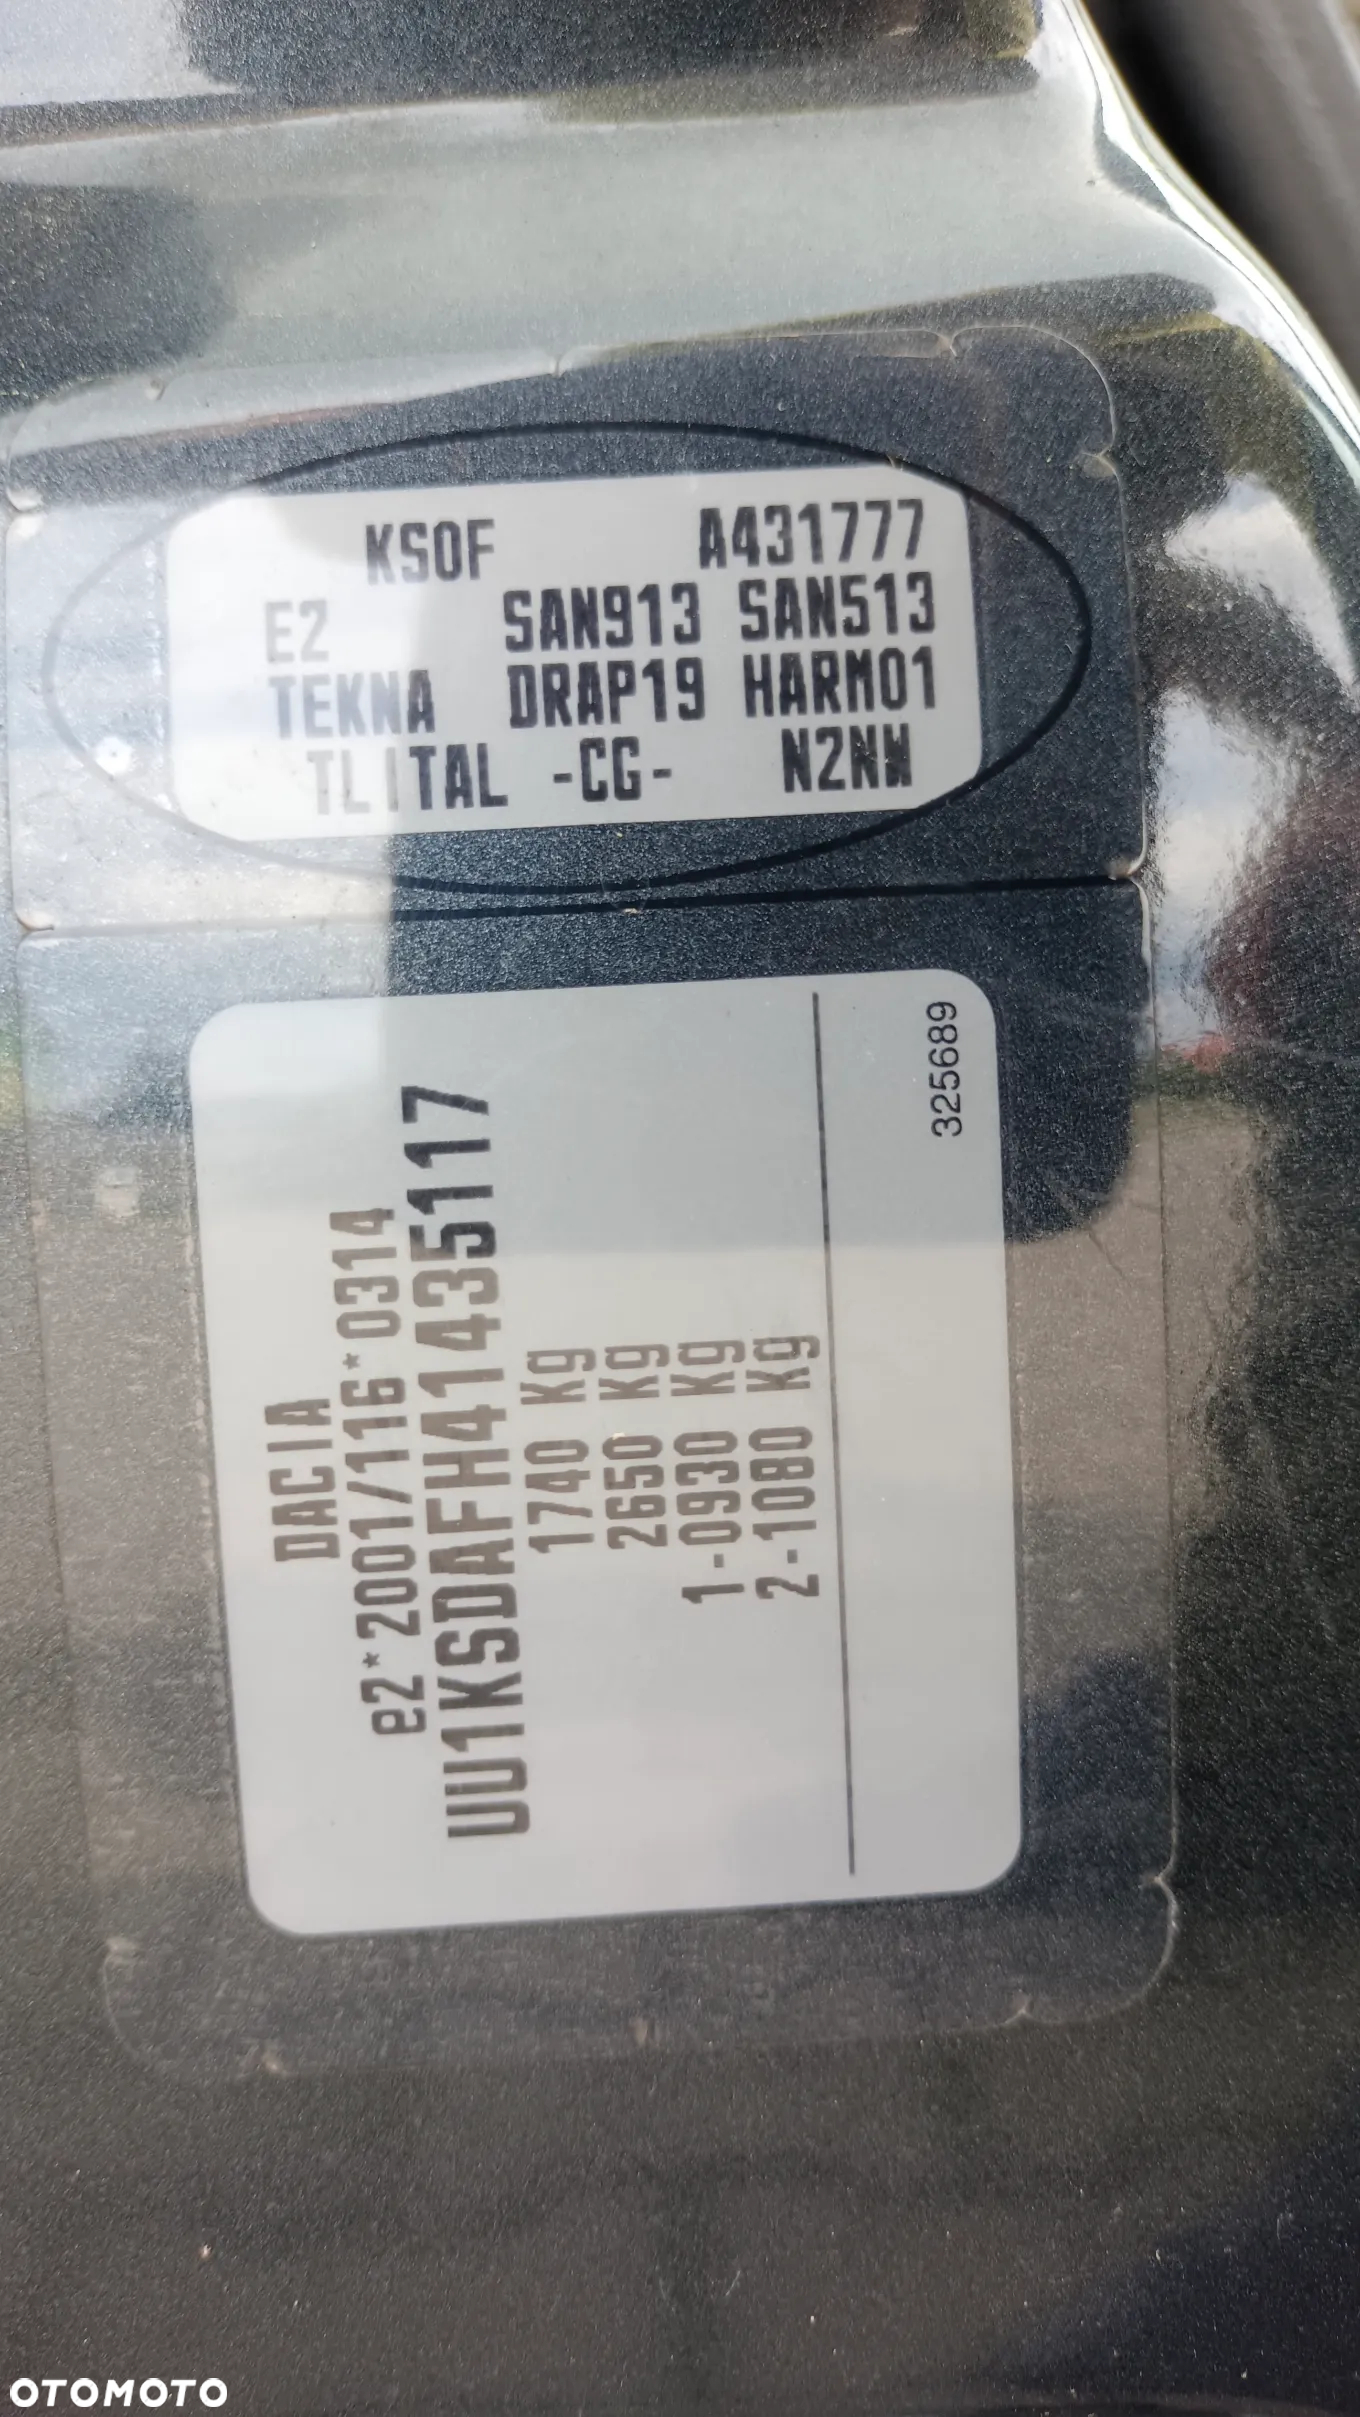 KS0F A431777
E2 SAN913 SAN513
TEKNA DRAP19 HARM01
TLITAL -CG- N2NW
DACIA
e2*2001/116*0314
UU1KSDAFH41435117
1740 Kg
2650 Kg
1-0930 Kg
2-1080 Kg
325689
OTOMOTO